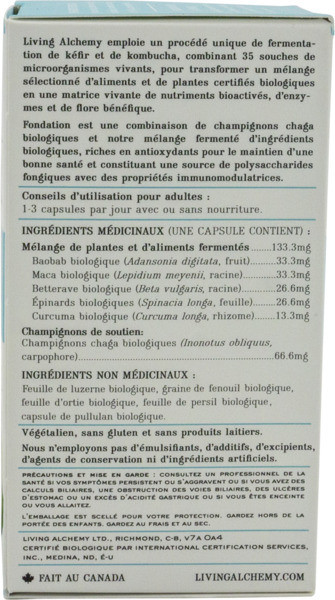 Living Alchemy emploie un procédé unique de fermenta-
tion de kéfir et de kombucha, combinant 35 souches de
microorganismes vivants, pour transformer un mélange
sélectionné d'aliments et de plantes certifiés biologiques
en une matrice vivante de nutriments bioactives, d'enzy-
mes et de flore bénéfique.
Fondation est une combinaison de champignons chaga
biologiques et notre mélange fermenté d'ingrédients
biologiques, riches en antioxydants pour le maintien d'une
bonne santé et constituant une source de polysaccharides
fongiques avec des propriétés immunomodulatrices.
Conseils d'utilisation pour adultes :
1-3 capsules par jour avec ou sans nourriture.
INGRÉDIENTS MÉDICINAUX (UNE CAPSULE CONTIENT) :
Mélange de plantes et d'aliments fermentés.......133.3mg
Baobab biologique (Adansonia digitata, fruit)......33.3mg
Maca biologique (Lepidium meyenii, racine).......33.3mg
Betterave biologique (Beta vulgaris, racine)........26.6mg
Épinards biologiques (Spinacia longa, feuille).....26.6mg
Curcuma biologique (Curcuma longa, rhizome)....13.3mg
Champignons de soutien:
Champignons chaga biologiques (Inonotus obliquus,
carpophore)..........................................................66.6mg
INGRÉDIENTS NON MÉDICINAUX :
Feuille de luzerne biologique, graine de fenouil biologique,
feuille d'ortie biologique, feuille de persil biologique,
capsule de pullulan biologique.
Végétalien, sans gluten et sans produits laitiers.
Nous n'employons pas d'émulsifiants, d'additifs, d'excipients,
d'agents de conservation ni d'ingrédients artificiels.
PRÉCAUTIONS ET MISE EN GARDE : CONSULTEZ UN PROFESSIONNEL DE LA
SANTÉ SI VOS SYMPTÔMES PERSISTENT OU S'AGGRAVENT OU SI VOUS AVEZ DES
CALCULS BILIAIRES, UNE OBSTRUCTION DES VOIES BILIAIRES, DES ULCÈRES
D'ESTOMAC OU UN EXCÈS D'ACIDITÉ GASTRIQUE OU SI VOUS ÊTES ENCEINTE
OU VOUS ALLAITEZ.
L'EMBALLAGE EST SCELLÉ POUR VOTRE PROTECTION. GARDEZ HORS DE LA
PORTÉE DES ENFANTS. GARDEZ AU FRAIS ET AU SEC.
LIVING ALCHEMY LTD., RICHMOND, C-B, V7A 0A4
CERTIFIÉ BIOLOGIQUE PAR INTERNATIONAL CERTIFICATION SERVICES,
INC., MEDINA, ND, É-U
FAIT AU CANADA LIVINGALCHEMY.COM